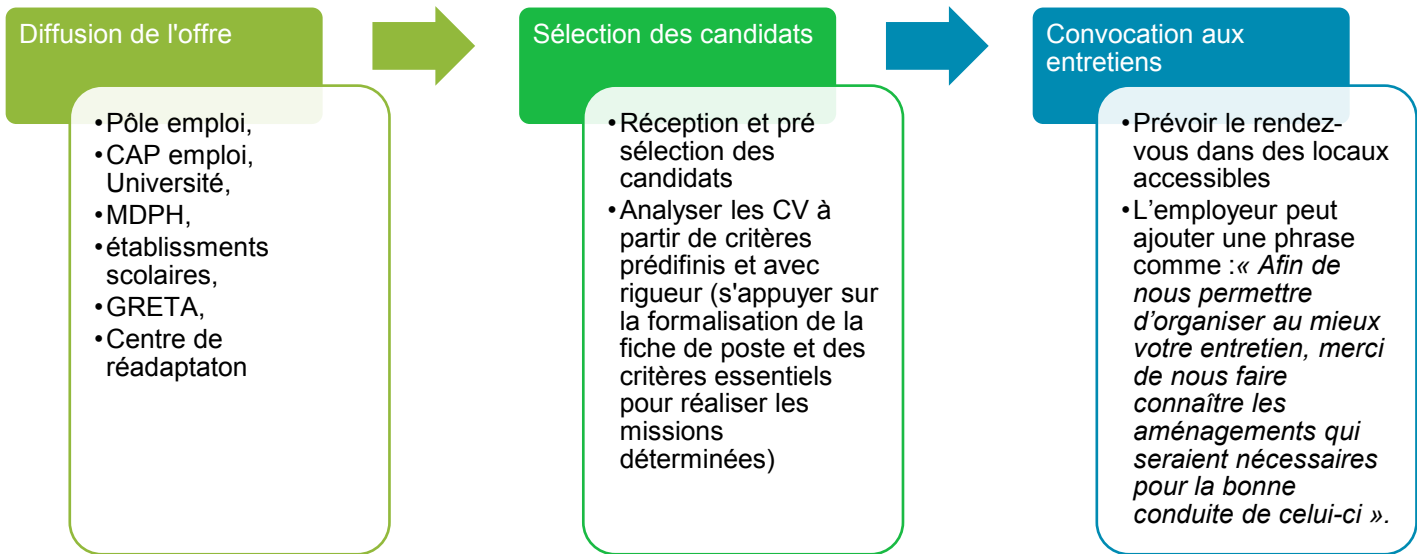 Diffusion de l'offre
•Pôle emploi,
•CAP emploi,
Université,
•MDPH,
•établissments
scolaires,
•GRETA,
•Centre de
réadaptaton
Sélection des candidats
•Réception et pré
sélection des
candidats
•Analyser les CV à
partir de critères
prédifinis et avec
rigueur (s'appuyer sur
la formalisation de la
fiche de poste et des
critères essentiels
pour réaliser les
missions
déterminées)
Convocation aux
entretiens
•Prévoir le rendez-
vous dans des locaux
accessibles
•L’employeur peut
ajouter une phrase
comme :« Afin de
nous permettre
d’organiser au mieux
votre entretien, merci
de nous faire
connaître les
aménagements qui
seraient nécessaires
pour la bonne
conduite de celui-ci ».